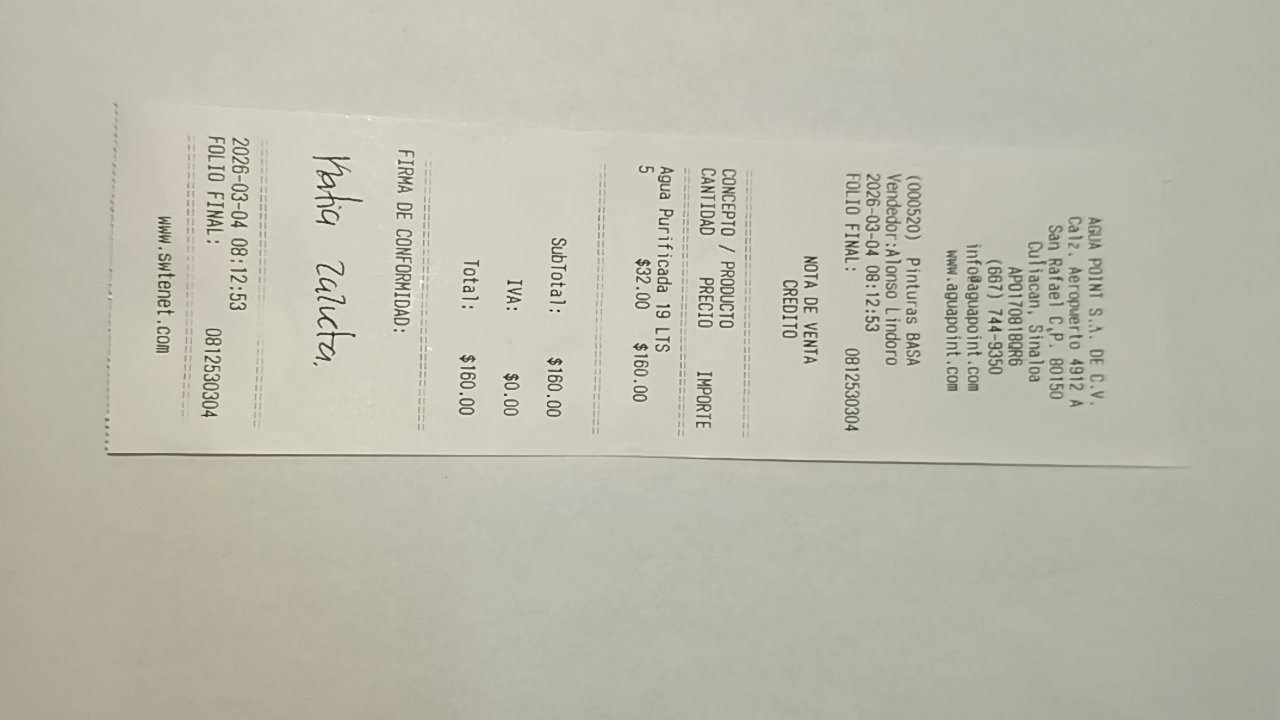 AGUA POINT S.A. DE C.V.
Calz. Aeropuerto 4912 A
San Rafael C.P. 80150
Culiacan, Sinaloa
APO170818QR6
(667) 744-9350
info@aguapoint.com
www.aguapoint.com
(000520) Pinturas BASA
Vendedor:Alonso Lindoro
2026-03-04 08:12:53
FOLIO FINAL: 0812530304
NOTA DE VENTA
CREDITO
CONCEPTO / PRODUCTO
CANTIDAD PRECIO IMPORTE
Agua Purificada 19 LTS
5 $32.00 $160.00
SubTotal: $160.00
IVA: $0.00
Total: $160.00
FIRMA DE CONFORMIDAD:
Katia Zazueta.
2026-03-04 08:12:53
FOLIO FINAL: 0812530304
www.swtenet.com